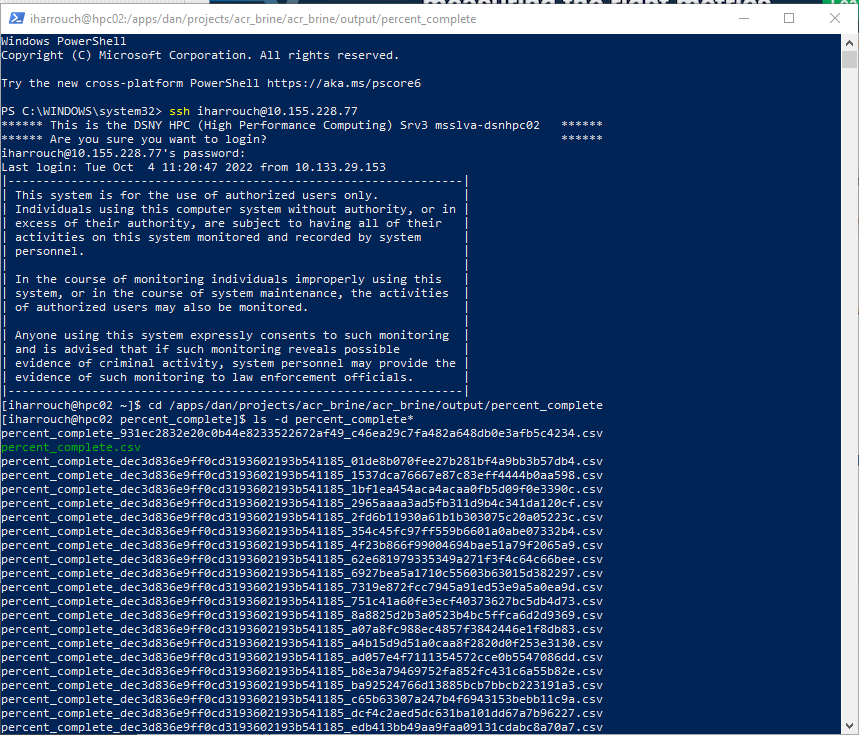 iharrouch@hpc02:/apps/dan/projects/acr_brine/acr_brine/output/percent_complete
Windows PowerShell
Copyright (C) Microsoft Corporation. All rights reserved.
Try the new cross-platform PowerShell https://aka.ms/pscore6
PS C:\WINDOWS\system32> ssh iharrouch@10.155.228.77
****** This is the DSNY HPC (High Performance Computing) Srv3 msslva-dsnhpc02   ******
****** Are you sure you want to login?                                          ******
iharrouch@10.155.228.77's password:
Last login: Tue Oct  4 11:20:47 2022 from 10.133.29.153
|-----------------------------------------------------------------|
| This system is for the use of authorized users only.            |
| Individuals using this computer system without authority, or in |
| excess of their authority, are subject to having all of their   |
| activities on this system monitored and recorded by system      |
| personnel.                                                      |
|                                                                 |
| In the course of monitoring individuals improperly using this   |
| system, or in the course of system maintenance, the activities  |
| of authorized users may also be monitored.                      |
|                                                                 |
| Anyone using this system expressly consents to such monitoring  |
| and is advised that if such monitoring reveals possible         |
| evidence of criminal activity, system personnel may provide the |
| evidence of such monitoring to law enforcement officials.       |
|-----------------------------------------------------------------|
[iharrouch@hpc02 ~]$ cd /apps/dan/projects/acr_brine/acr_brine/output/percent_complete
[iharrouch@hpc02 percent_complete]$ ls -d percent_complete*
percent_complete_931ec2832e20c0b44e8233522672af49_c46ea29c7fa482a648db0e3afb5c4234.csv
percent_complete.csv
percent_complete_dec3d836e9ff0cd3193602193b541185_01de8b070fee27b281bf4a9bb3b57db4.csv
percent_complete_dec3d836e9ff0cd3193602193b541185_1537dca76667e87c83eff4444b0aa598.csv
percent_complete_dec3d836e9ff0cd3193602193b541185_1bf1ea454aca4acaa0fb5d09f0e3390c.csv
percent_complete_dec3d836e9ff0cd3193602193b541185_2965aaaa3ad5fb311d9b4c341da120cf.csv
percent_complete_dec3d836e9ff0cd3193602193b541185_2fd6b11930a61b1b303075c20a05223c.csv
percent_complete_dec3d836e9ff0cd3193602193b541185_354c45fc97ff559b6601a0abe07332b4.csv
percent_complete_dec3d836e9ff0cd3193602193b541185_4f23b866f99004694bae51a79f2065a9.csv
percent_complete_dec3d836e9ff0cd3193602193b541185_62e681979335349a271f3f4c64c66bee.csv
percent_complete_dec3d836e9ff0cd3193602193b541185_6927bea5a1710c55603b63015d382297.csv
percent_complete_dec3d836e9ff0cd3193602193b541185_7319e872fcc7945a91ed53e9a5a0ea9d.csv
percent_complete_dec3d836e9ff0cd3193602193b541185_751c41a60fe3ecf40373627bc5db4d73.csv
percent_complete_dec3d836e9ff0cd3193602193b541185_8a8825d2b3a0523b4bc5ffca6d2d9369.csv
percent_complete_dec3d836e9ff0cd3193602193b541185_a07a8fc988ec4857f3842446e1f8db83.csv
percent_complete_dec3d836e9ff0cd3193602193b541185_a4b15d9d51a0caa8f2820d0f253e3130.csv
percent_complete_dec3d836e9ff0cd3193602193b541185_ad057e4f7111354572cce0b5547086dd.csv
percent_complete_dec3d836e9ff0cd3193602193b541185_b8e3a79469752fa852fc431c6a55b82e.csv
percent_complete_dec3d836e9ff0cd3193602193b541185_ba92524766d13885bcb7bbcb223191a3.csv
percent_complete_dec3d836e9ff0cd3193602193b541185_c65b63307a247b4f6943153bebb11c9a.csv
percent_complete_dec3d836e9ff0cd3193602193b541185_dcf4c2aed5dc631ba101dd67a7b96227.csv
percent_complete_dec3d836e9ff0cd3193602193b541185_edb413bb49aa9faa09131cdabc8a70a7.csv